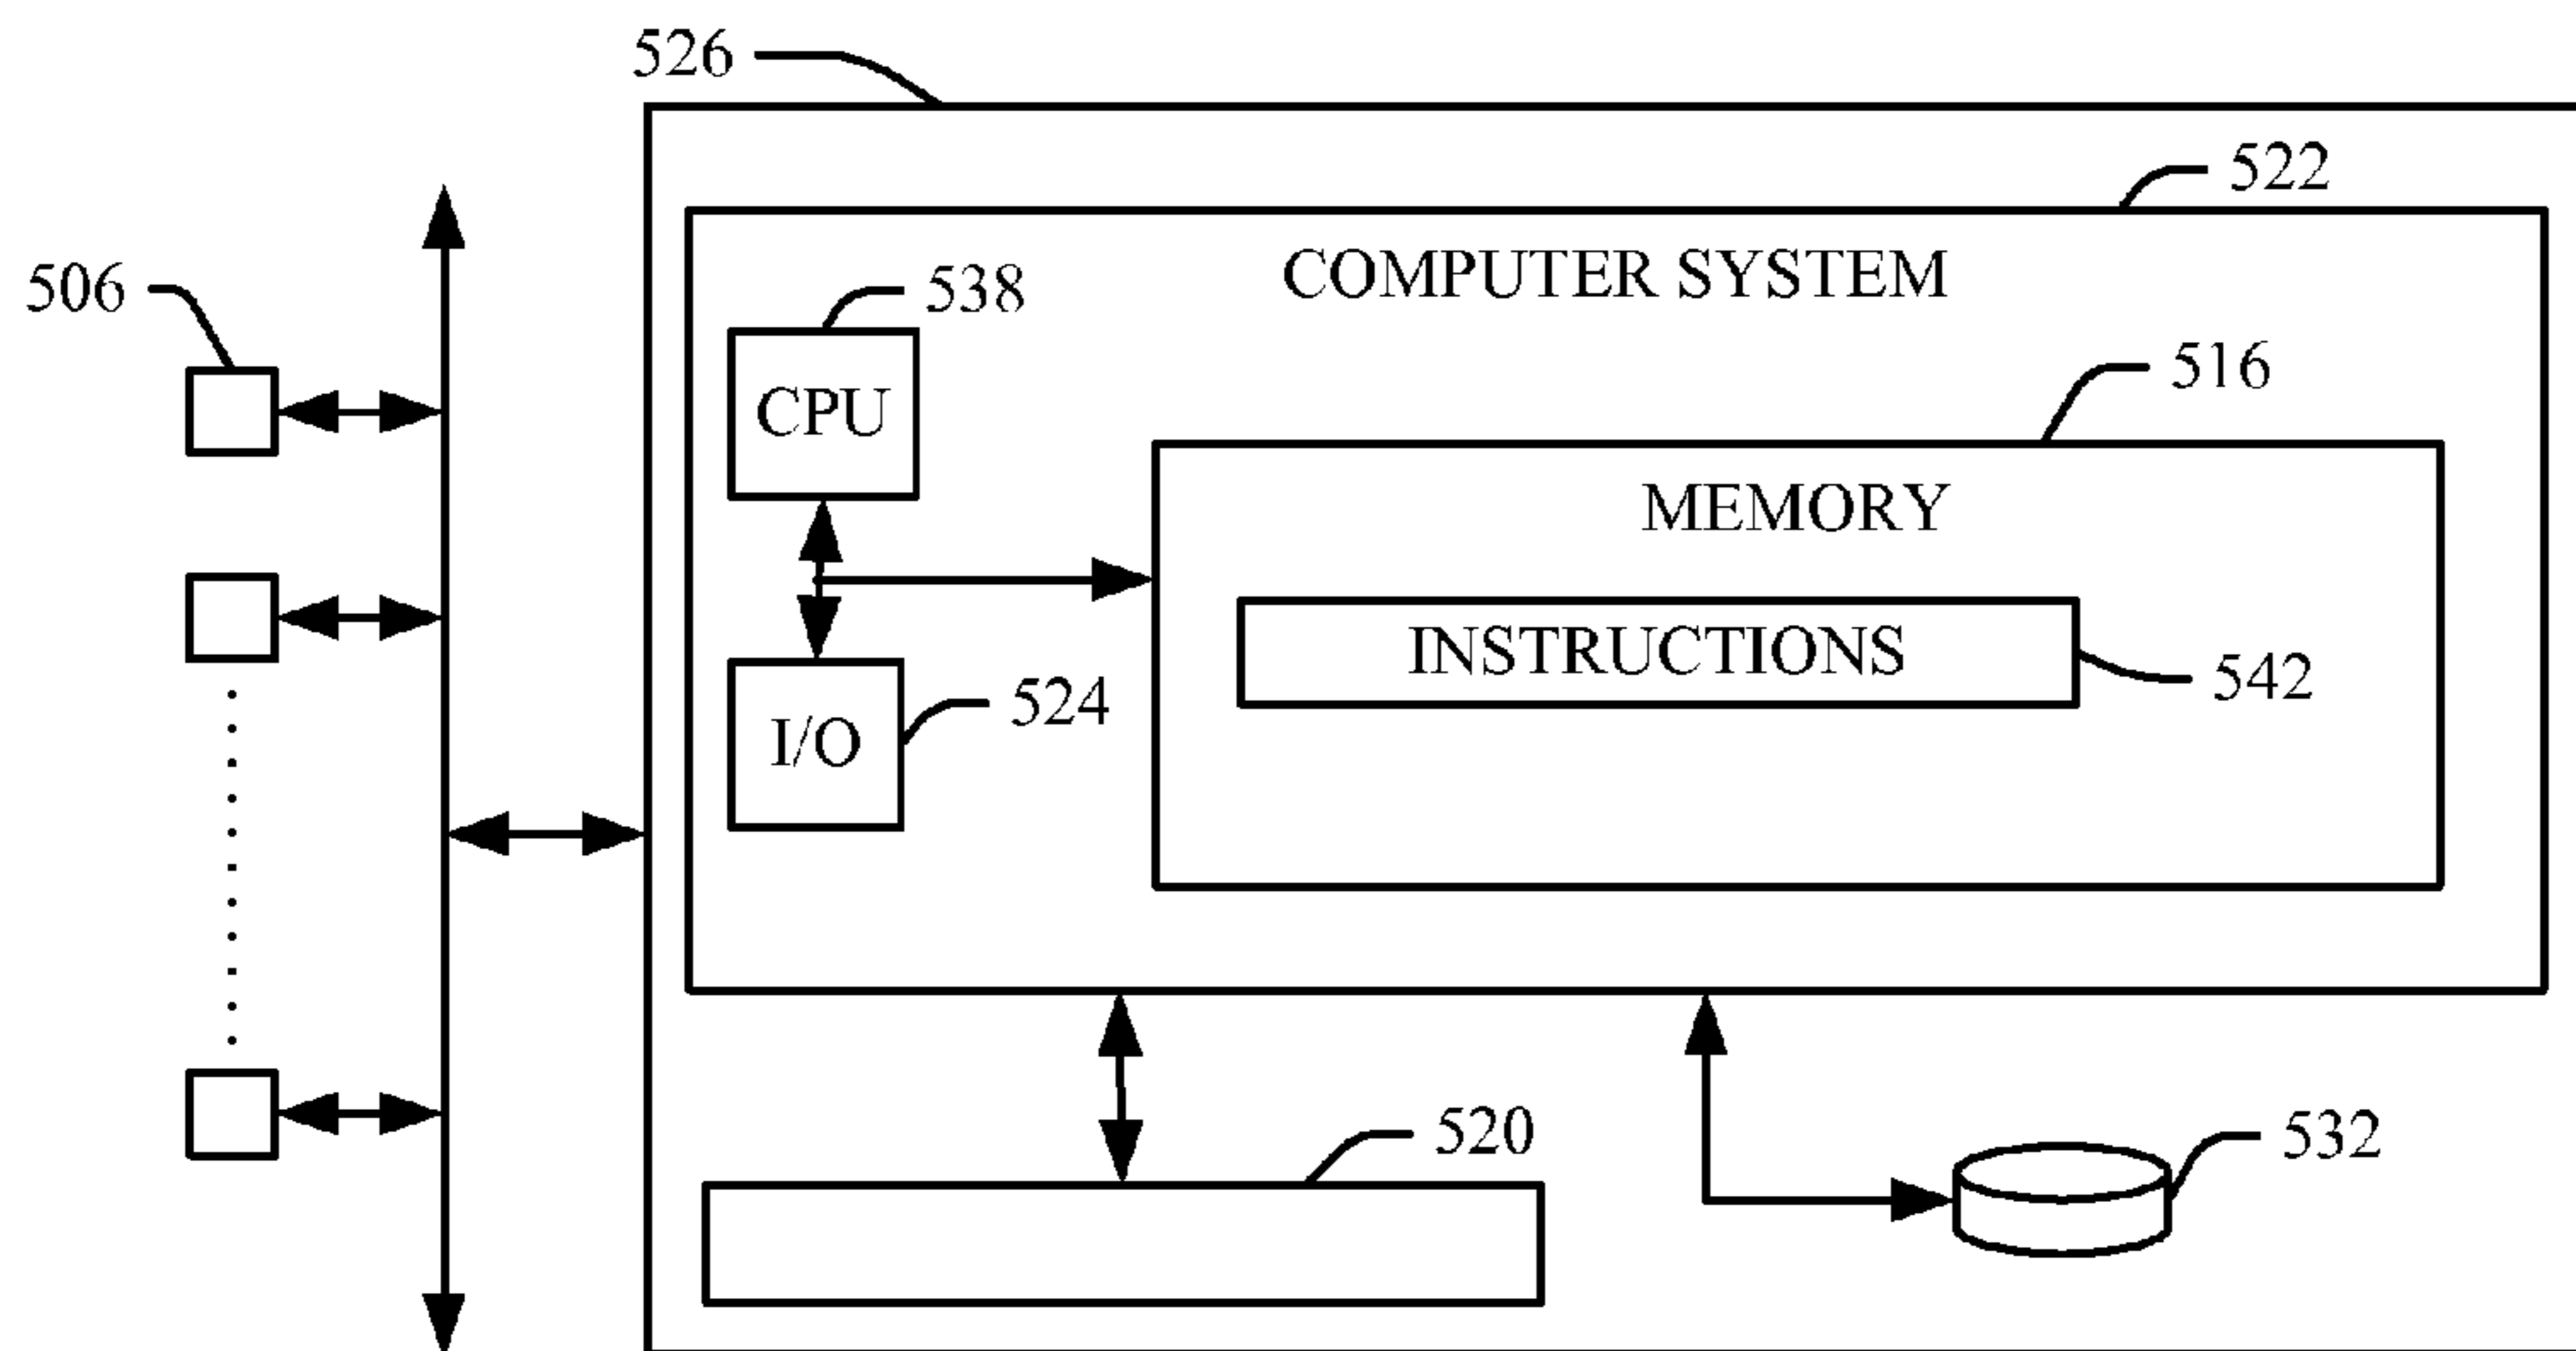 526
522
COMPUTER SYSTEM
506
538
516
CPU
MEMORY
INSTRUCTIONS
542
524
I/O
520
532